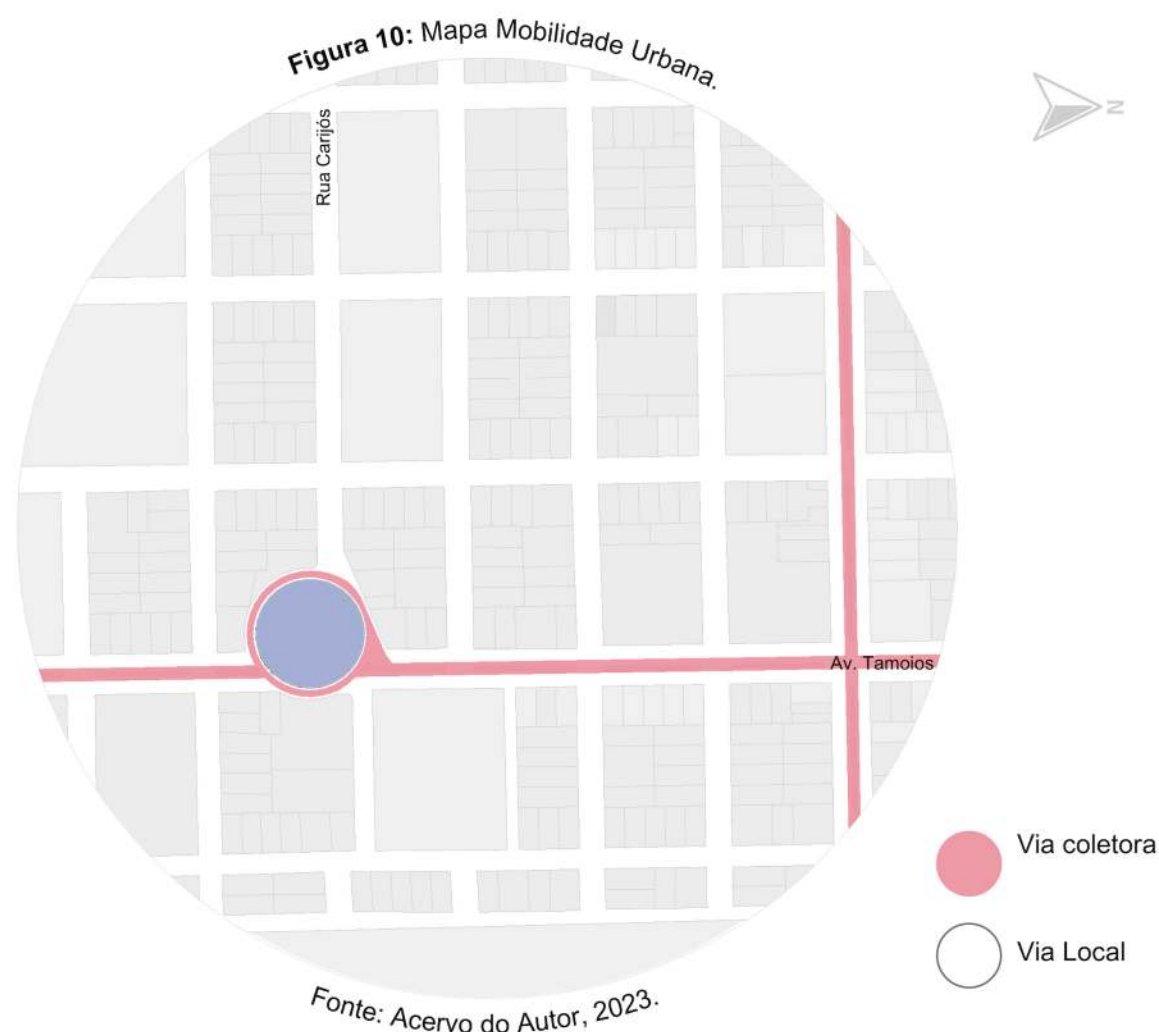 Figura 10: Mapa Mobilidade Urbana.
N
Rua Carijós
Av. Tamoios
Via coletora
Via Local
Fonte: Acervo do Autor, 2023.